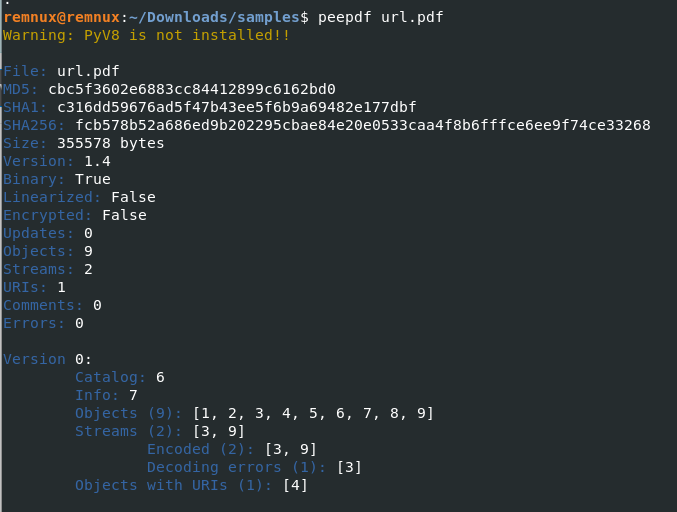 remnux@remnux:~/Downloads/samples$ peepdf url.pdf
Warning: PyV8 is not installed!!
File: url.pdf
MD5: cbc5f3602e6883cc84412899c6162bd0
SHA1: c316dd59676ad5f47b43ee5f6b9a69482e177dbf
SHA256: fcb578b52a686ed9b202295cbae84e20e0533caa4f8b6fffce6ee9f74ce33268
Size: 355578 bytes
Version: 1.4
Binary: True
Linearized: False
Encrypted: False
Updates: 0
Objects: 9
Streams: 2
URIs: 1
Comments: 0
Errors: 0
Version 0:
Catalog: 6
Info: 7
Objects (9): [1, 2, 3, 4, 5, 6, 7, 8, 9]
Streams (2): [3, 9]
Encoded (2): [3, 9]
Decoding errors (1): [3]
Objects with URIs (1): [4]